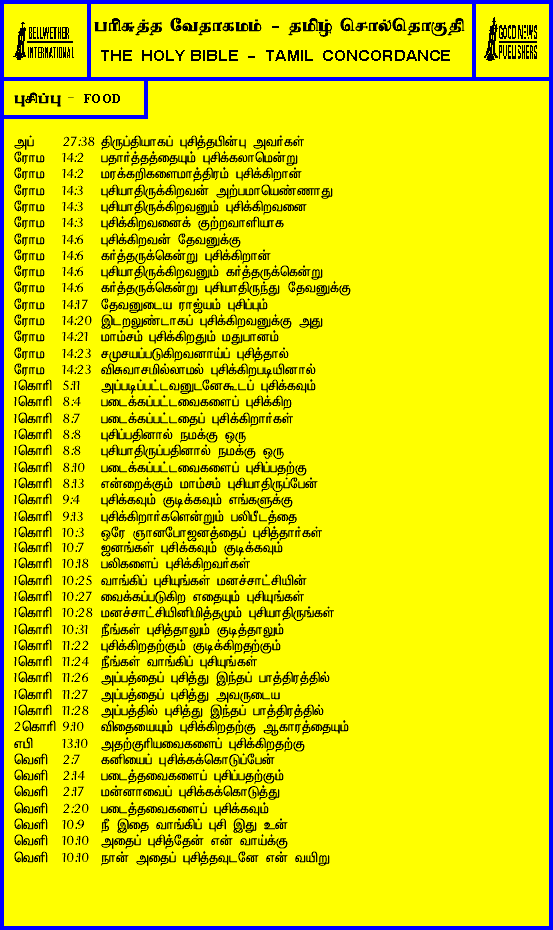 BELLWETHER
INTERNATIONAL
பரிசுத்த வேதாகமம் - தமிழ் சொல்தொகுதி
THE HOLY BIBLE - TAMIL CONCORDANCE
GOOD NEWS
PUBLISHERS
புசிப்பு - FOOD
அப் 27:38 திருப்தியாகப் புசித்தபின்பு அவர்கள்
ரோம 14:2 பதார்த்தத்தையும் புசிக்கலாமென்று
ரோம 14:2 மரக்கறிகளைமாத்திரம் புசிக்கிறான்
ரோம 14:3 புசியாதிருக்கிறவன் அற்பமாயெண்ணாது
ரோம 14:3 புசியாதிருக்கிறவனும் புசிக்கிறவனை
ரோம 14:3 புசிக்கிறவனைக் குற்றவாளியாக
ரோம 14:6 புசிக்கிறவன் தேவனுக்கு
ரோம 14:6 கர்த்தருக்கென்று புசிக்கிறான்
ரோம 14:6 புசியாதிருக்கிறவனும் கர்த்தருக்கென்று
ரோம 14:6 கர்த்தருக்கென்று புசியாதிருந்து தேவனுக்கு
ரோம 14:17 தேவனுடைய ராஜ்யம் புசிப்பும்
ரோம 14:20 இடறலுண்டாகப் புசிக்கிறவனுக்கு அது
ரோம 14:21 மாம்சம் புசிக்கிறதும் மதுபானம்
ரோம 14:23 சமுசயப்படுகிறவனாய்ப் புசித்தால்
ரோம 14:23 விசுவாசமில்லாமல் புசிக்கிறபடியினால்
1கொரி 5:11 அப்படிப்பட்டவனுடனேகூடப் புசிக்கவும்
1கொரி 8:4 படைக்கப்பட்டவைகளைப் புசிக்கிற
1கொரி 8:7 படைக்கப்பட்டதைப் புசிக்கிறார்கள்
1கொரி 8:8 புசிப்பதினால் நமக்கு ஒரு
1கொரி 8:8 புசியாதிருப்பதினால் நமக்கு ஒரு
1கொரி 8:10 படைக்கப்பட்டவைகளைப் புசிப்பதற்கு
1கொரி 8:13 என்றைக்கும் மாம்சம் புசியாதிருப்பேன்
1கொரி 9:4 புசிக்கவும் குடிக்கவும் எங்களுக்கு
1கொரி 9:13 புசிக்கிறார்களென்றும் பலிபீடத்தை
1கொரி 10:3 ஒரே ஞானபோஜனத்தைப் புசித்தார்கள்
1கொரி 10:7 ஜனங்கள் புசிக்கவும் குடிக்கவும்
1கொரி 10:18 பலிகளைப் புசிக்கிறவர்கள்
1கொரி 10:25 வாங்கிப் புசியுங்கள் மனச்சாட்சியின்
1கொரி 10:27 வைக்கப்படுகிற எதையும் புசியுங்கள்
1கொரி 10:28 மனச்சாட்சியினிமித்தமும் புசியாதிருங்கள்
1கொரி 10:31 நீங்கள் புசித்தாலும் குடித்தாலும்
1கொரி 11:22 புசிக்கிறதற்கும் குடிக்கிறதற்கும்
1கொரி 11:24 நீங்கள் வாங்கிப் புசியுங்கள்
1கொரி 11:26 அப்பத்தைப் புசித்து இந்தப் பாத்திரத்தில்
1கொரி 11:27 அப்பத்தைப் புசித்து அவருடைய
1கொரி 11:28 அப்பத்தில் புசித்து இந்தப் பாத்திரத்தில்
2கொரி 9:10 விதையையும் புசிக்கிறதற்கு ஆகாரத்தையும்
எபி 13:10 அதற்குரியவைகளைப் புசிக்கிறதற்கு
வெளி 2:7 கனியைப் புசிக்கக்கொடுப்பேன்
வெளி 2:14 படைத்தவைகளைப் புசிப்பதற்கும்
வெளி 2:17 மன்னாவைப் புசிக்கக்கொடுத்து
வெளி 2:20 படைத்தவைகளைப் புசிக்கவும்
வெளி 10:9 நீ இதை வாங்கிப் புசி இது உன்
வெளி 10:10 அதைப் புசித்தேன் என் வாய்க்கு
வெளி 10:10 நான் அதைப் புசித்தவுடனே என் வயிறு